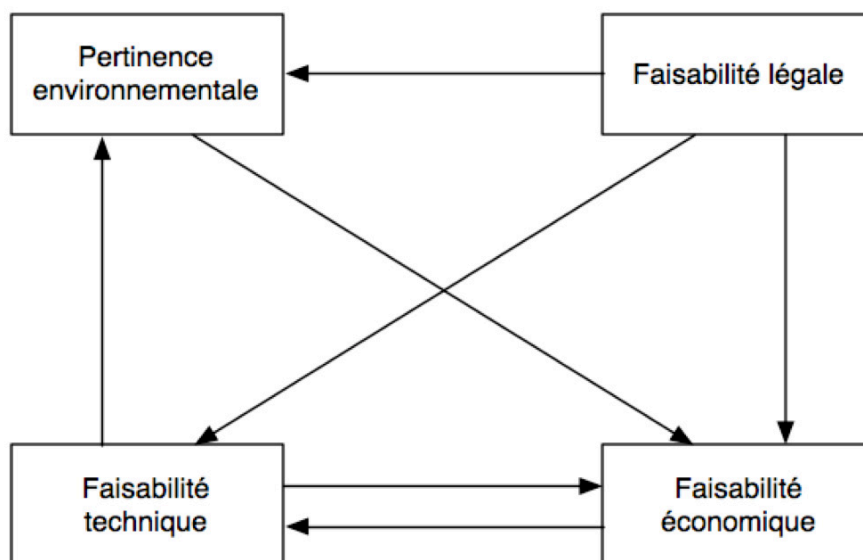 Pertinence
environnementale
Faisabilité légale
Faisabilité
technique
Faisabilité
économique